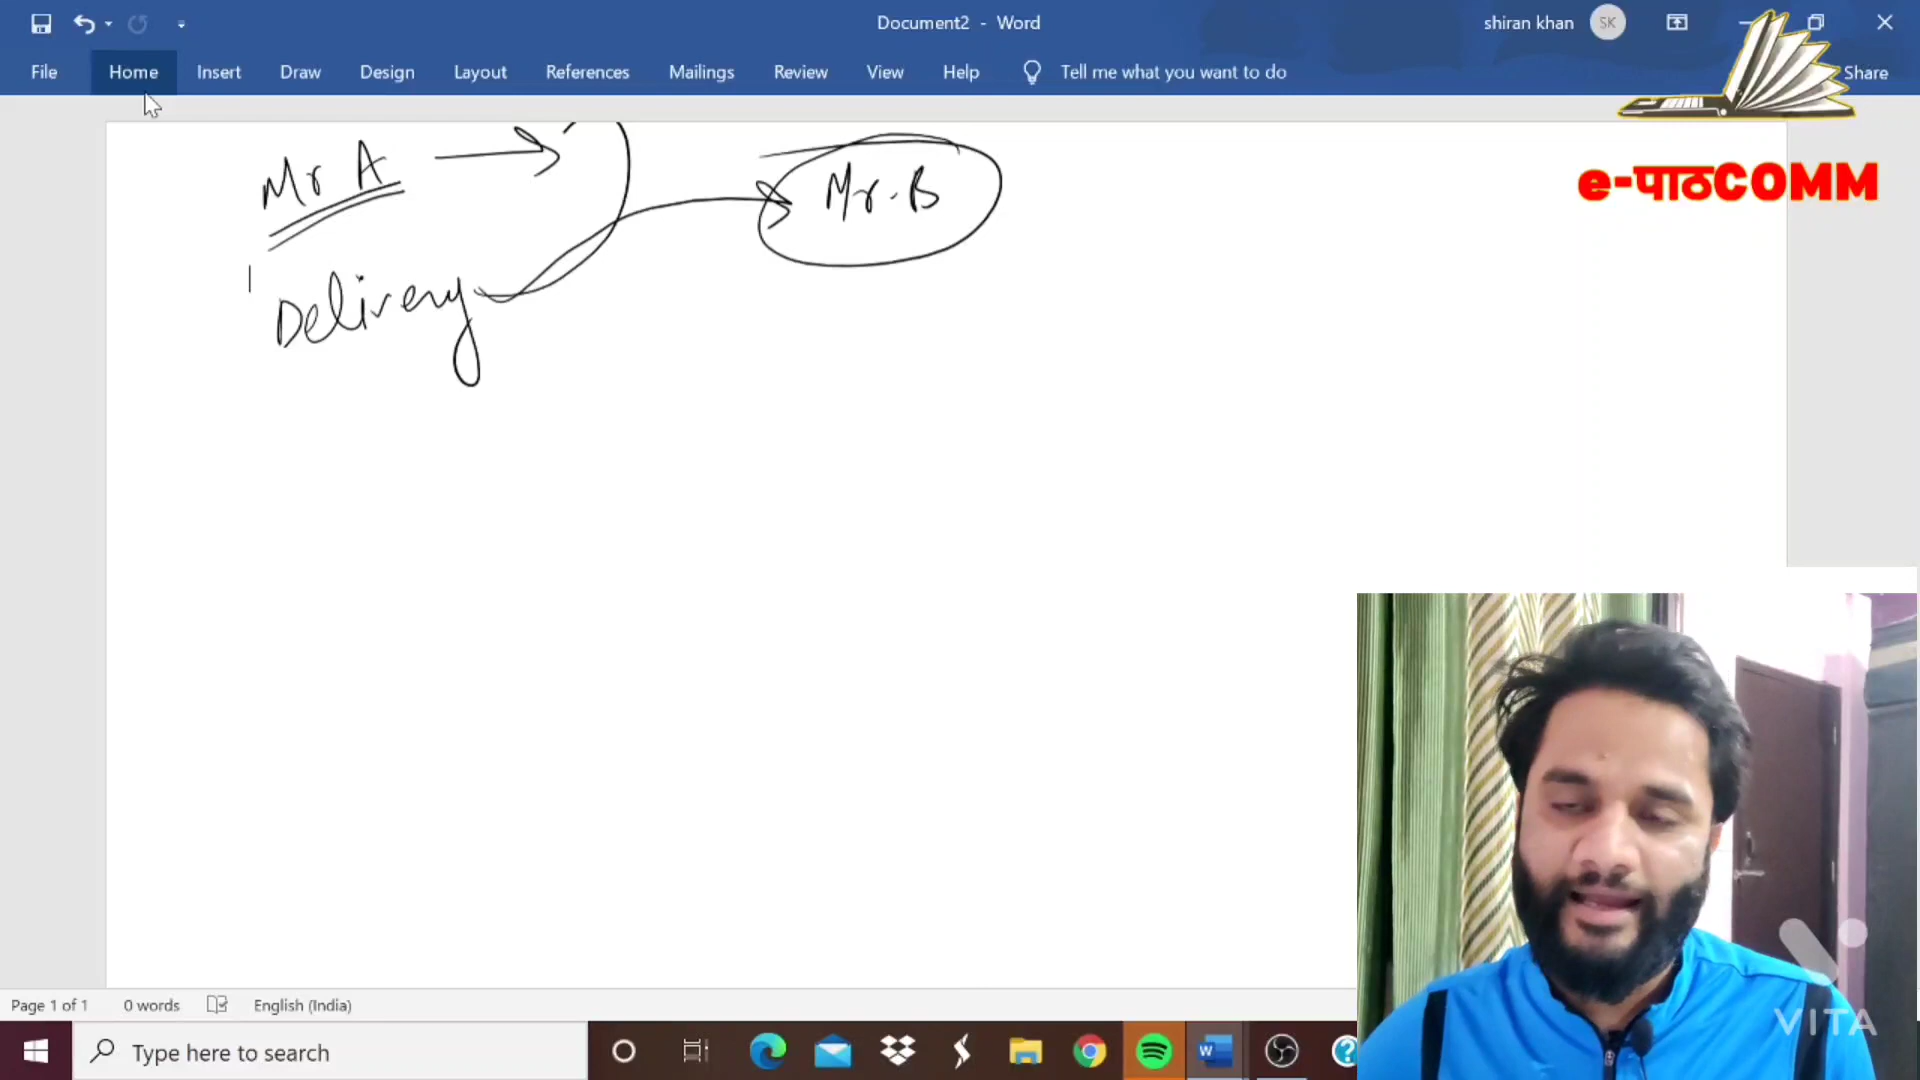 Document2 - Word
shiran khan
SK
File
Home
Insert
Draw
Design
Layout
References
Mailings
Review
View
Help
Tell me what you want to do
Share
e-पाठCOMM
Mr A
Mr. B
Delivery
Page 1 of 1
0 words
English (India)
Type here to search
VITA